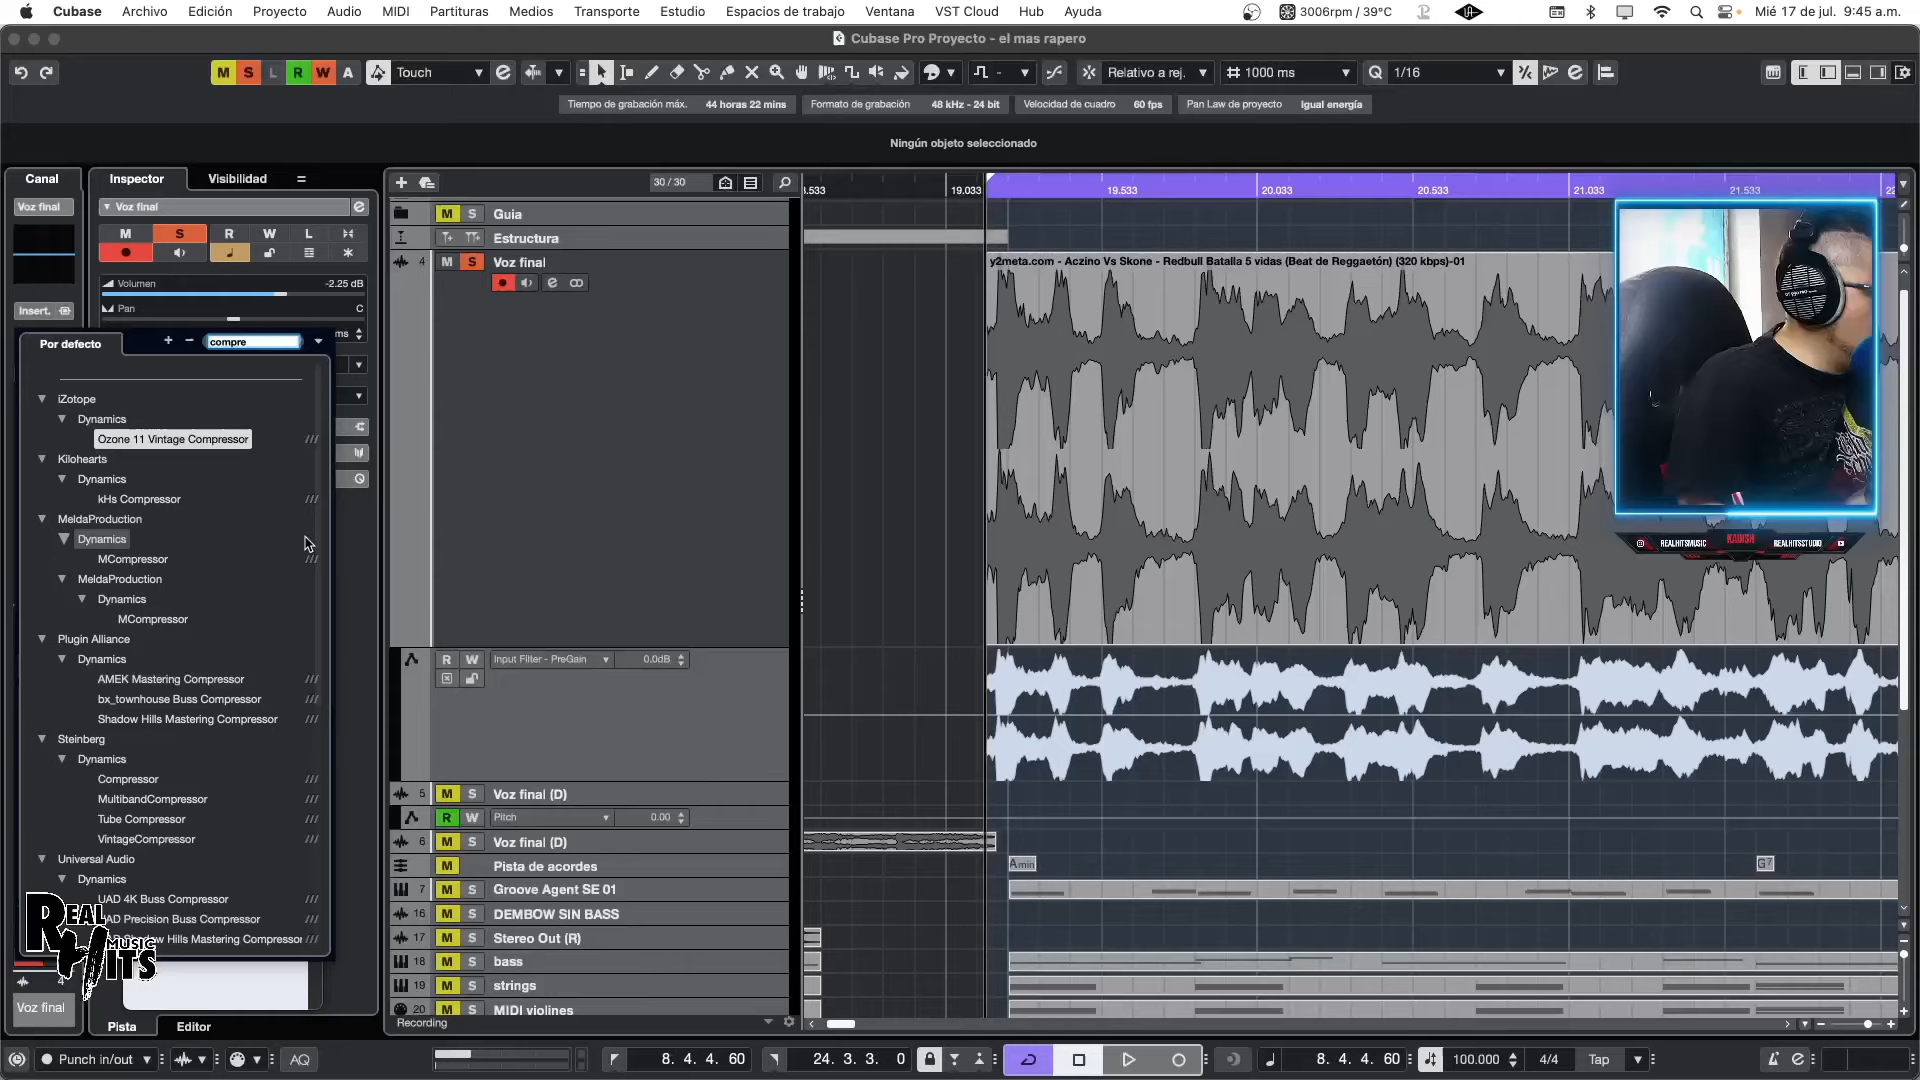 Cubase Archivo Edición Proyecto Audio MIDI Partituras Medios Transporte Estudio Espacios de trabajo Ventana VST Cloud Hub Ayuda 3006rpm / 39°C Mié 17 de jul. 9:45 a.m.
Cubase Pro Proyecto - el mas rapero
M S L R W A Touch Relativo a rej. 1000 ms Q 1/16
Tiempo de grabación máx. 44 horas 22 mins Formato de grabación 48 kHz - 24 bit Velocidad de cuadro 60 fps Pan Law de proyecto Igual energía
Ningún objeto seleccionado
Canal Inspector Visibilidad
30 / 30
.533 19.033 19.533 20.033 20.533 21.033 21.533 22
Voz final
Voz final
M S R W L
Volumen -2.25 dB
Pan C
Insert.
ms
Por defecto
compre
iZotope
Dynamics
Ozone 11 Vintage Compressor
Kilohearts
Dynamics
kHs Compressor
MeldaProduction
Dynamics
MCompressor
MeldaProduction
Dynamics
MCompressor
Plugin Alliance
Dynamics
AMEK Mastering Compressor
bx_townhouse Buss Compressor
Shadow Hills Mastering Compressor
Steinberg
Dynamics
Compressor
MultibandCompressor
Tube Compressor
VintageCompressor
Universal Audio
Dynamics
UAD 4K Buss Compressor
AD Precision Buss Compressor
D Shadow Hills Mastering Compressor
REAL HITS MUSIC
4
Voz final
Pista Editor
M S Guia
Estructura
4 M S Voz final
R W Input Filter - PreGain 0.0dB
5 M S Voz final (D)
R W Pitch 0.00
6 M S Voz final (D)
M Pista de acordes
7 M S Groove Agent SE 01
16 M S DEMBOW SIN BASS
17 M S Stereo Out (R)
18 M S bass
19 M S strings
20 M S MIDI violines
Recording
y2meta.com - Aczino Vs Skone - Redbull Batalla 5 vidas (Beat de Reggaetón) (320 kbps)-01
REALHITSMUSIC KADISH REALHITSSTUDIO
Amin G7
Punch in/out AQ 8. 4. 4. 60 24. 3. 3. 0 8. 4. 4. 60 100.000 4/4 Tap